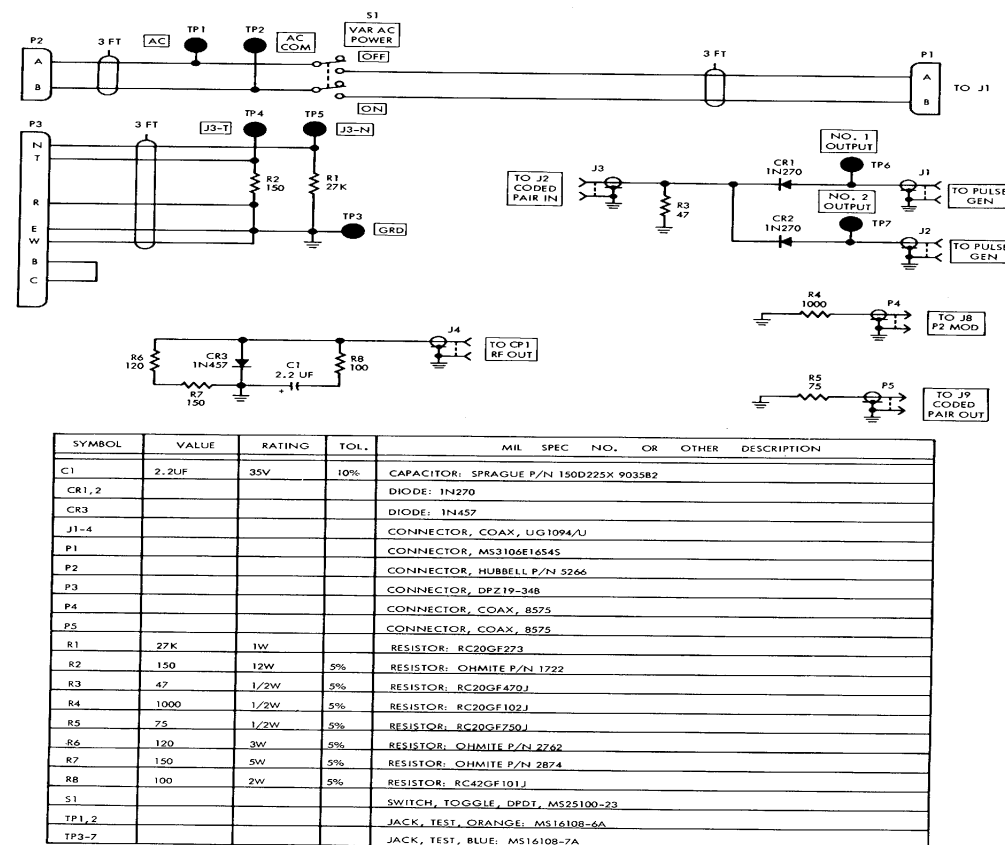 S1
VAR AC
POWER
P2
3 FT
AC
TP1
TP2
AC
COM
OFF
3 FT
P1
A
B
A
B
TO J1
ON
P3
3 FT
J3-T
TP4
TP5
J3-N
N
T
R
E
W
B
C
R2
150
R1
27K
TP3
GRD
NO. 1
OUTPUT
TO J2
CODED
PAIR IN
J3
R3
47
CR1
1N270
TP6
J1
TO PULSE
GEN
NO. 2
OUTPUT
CR2
1N270
TP7
J2
TO PULSE
GEN
R4
1000
P4
TO J8
P2 MOD
R6
120
CR3
1N457
C1
2.2 UF
+
R8
100
R7
150
J4
TO CP1
RF OUT
R5
75
P5
TO J9
CODED
PAIR OUT
SYMBOL VALUE RATING TOL. MIL SPEC NO. OR OTHER DESCRIPTION
C1 2.2UF 35V 10% CAPACITOR: SPRAGUE P/N 150D225X 9035B2
CR1,2 DIODE: 1N270
CR3 DIODE: 1N457
J1-4 CONNECTOR, COAX, UG1094/U
P1 CONNECTOR, MS3106E16S4S
P2 CONNECTOR, HUBBELL P/N 5266
P3 CONNECTOR, DPZ19-34B
P4 CONNECTOR, COAX, 8575
P5 CONNECTOR, COAX, 8575
R1 27K 1W RESISTOR: RC20GF273
R2 150 12W 5% RESISTOR: OHMITE P/N 1722
R3 47 1/2W 5% RESISTOR: RC20GF470J
R4 1000 1/2W 5% RESISTOR: RC20GF102J
R5 75 1/2W 5% RESISTOR: RC20GF750J
R6 120 3W 5% RESISTOR: OHMITE P/N 2762
R7 150 5W 5% RESISTOR: OHMITE P/N 2874
R8 100 2W 5% RESISTOR: RC42GF101J
S1 SWITCH, TOGGLE, DPDT, MS25100-23
TP1,2 JACK, TEST, ORANGE: MS16108-6A
TP3-7 JACK, TEST, BLUE: MS16108-7A